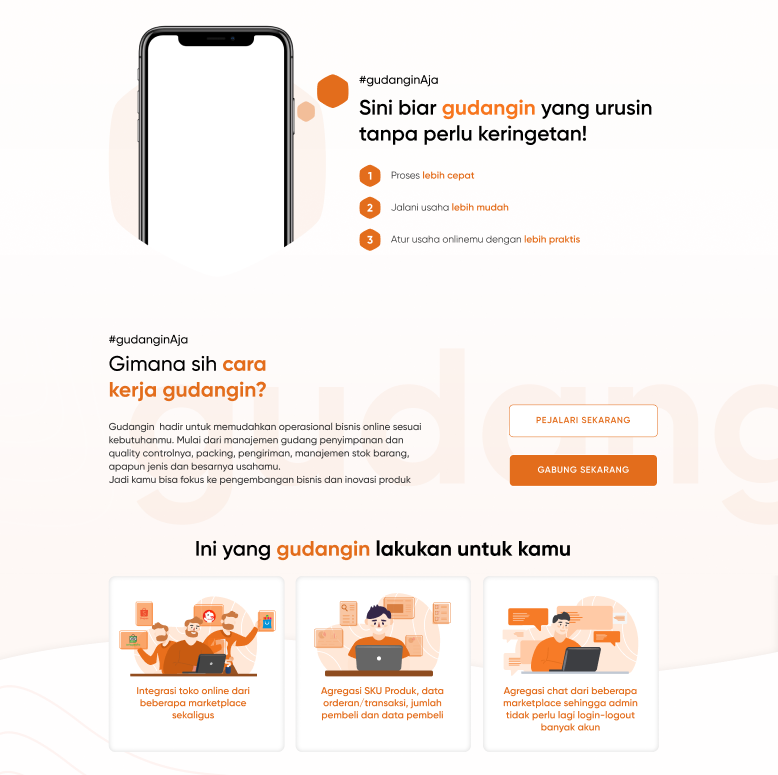 #gudanginAja
Sini biar gudangin yang urusin
tanpa perlu keringetan!
1 Proses lebih cepat
2 Jalani usaha lebih mudah
3 Atur usaha onlinemu dengan lebih praktis
gudang
#gudanginAja
Gimana sih cara
kerja gudangin?
Gudangin hadir untuk memudahkan operasional bisnis online sesuai
kebutuhanmu. Mulai dari manajemen gudang penyimpanan dan
quality controlnya, packing, pengiriman, manajemen stok barang,
apapun jenis dan besarnya usahamu.
Jadi kamu bisa fokus ke pengembangan bisnis dan inovasi produk
PEJALARI SEKARANG
GABUNG SEKARANG
Ini yang gudangin lakukan untuk kamu
Integrasi toko online dari
beberapa marketplace
sekaligus
Agregasi SKU Produk, data
orderan/transaksi, jumlah
pembeli dan data pembeli
Agregasi chat dari beberapa
marketplace sehingga admin
tidak perlu lagi login-logout
banyak akun